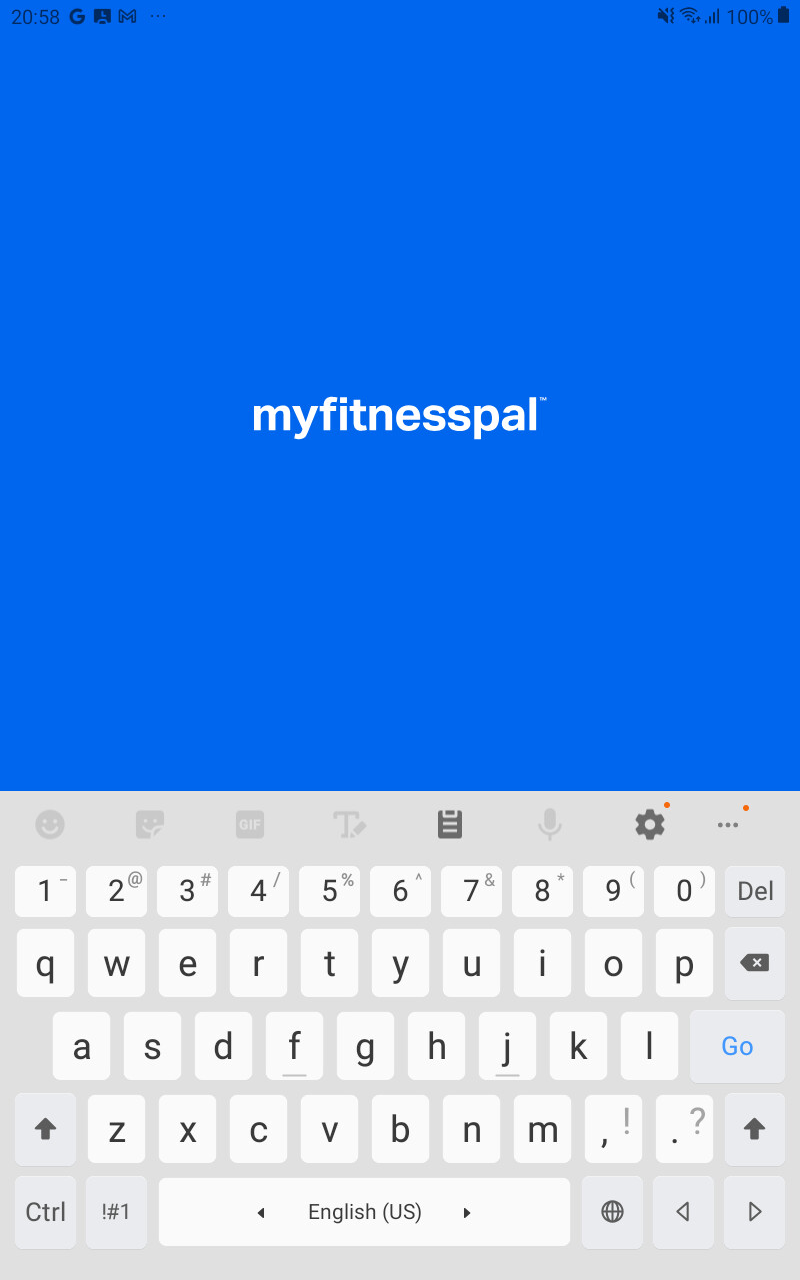 20:58 G ... 100%
myfitnesspal™
GIF T
1 - 2 @ 3 # 4 / 5 % 6 ^ 7 & 8 * 9 ( 0 ) Del
q w e r t y u i o p
a s d f g h j k l Go
z x c v b n m , ! . ?
Ctrl !#1 English (US)